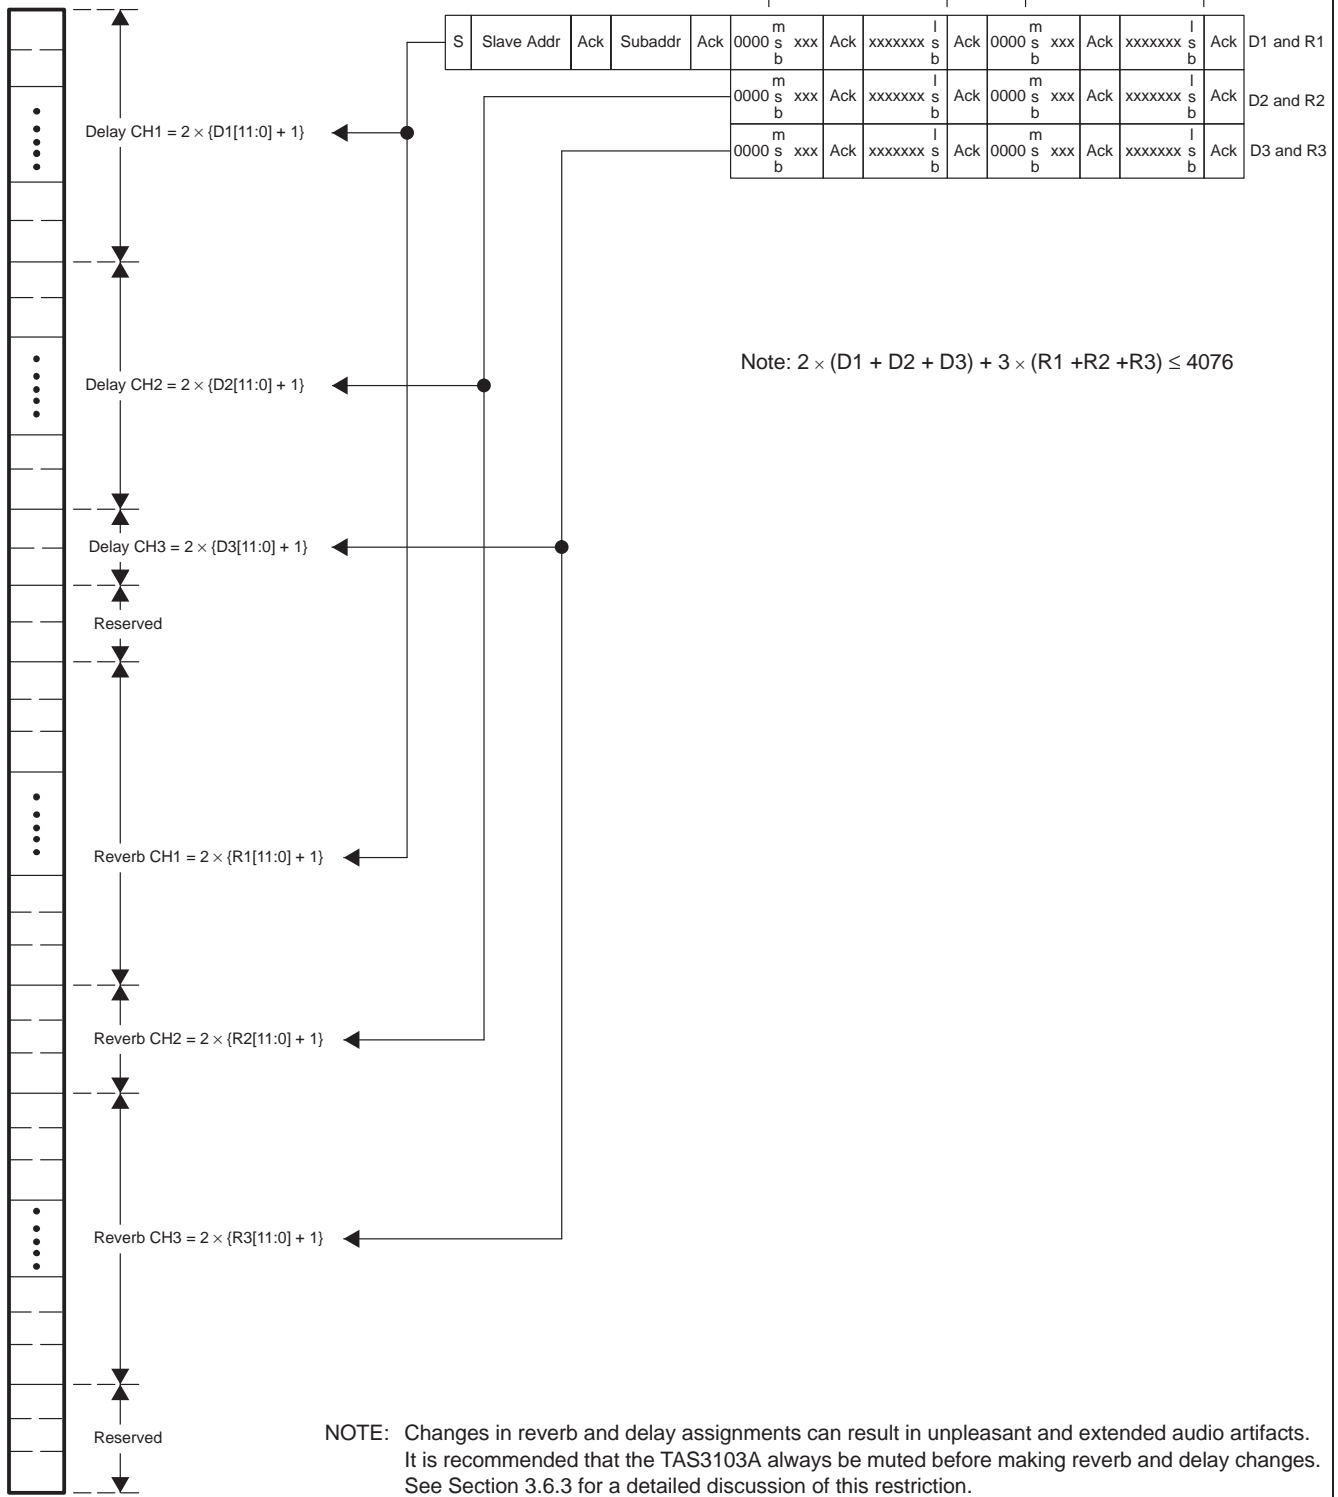 S Slave Addr Ack Subaddr Ack 0000 msb xxx Ack xxxxxxx lsb Ack 0000 msb xxx Ack xxxxxxx lsb Ack D1 and R1
0000 msb xxx Ack xxxxxxx lsb Ack 0000 msb xxx Ack xxxxxxx lsb Ack D2 and R2
Delay CH1 = 2 × {D1[11:0] + 1}
0000 msb xxx Ack xxxxxxx lsb Ack 0000 msb xxx Ack xxxxxxx lsb Ack D3 and R3
Note: 2 × (D1 + D2 + D3) + 3 × (R1 +R2 +R3) ≤ 4076
Delay CH2 = 2 × {D2[11:0] + 1}
Delay CH3 = 2 × {D3[11:0] + 1}
Reserved
Reverb CH1 = 2 × {R1[11:0] + 1}
Reverb CH2 = 2 × {R2[11:0] + 1}
Reverb CH3 = 2 × {R3[11:0] + 1}
Reserved
NOTE: Changes in reverb and delay assignments can result in unpleasant and extended audio artifacts.
It is recommended that the TAS3103A always be muted before making reverb and delay changes.
See Section 3.6.3 for a detailed discussion of this restriction.